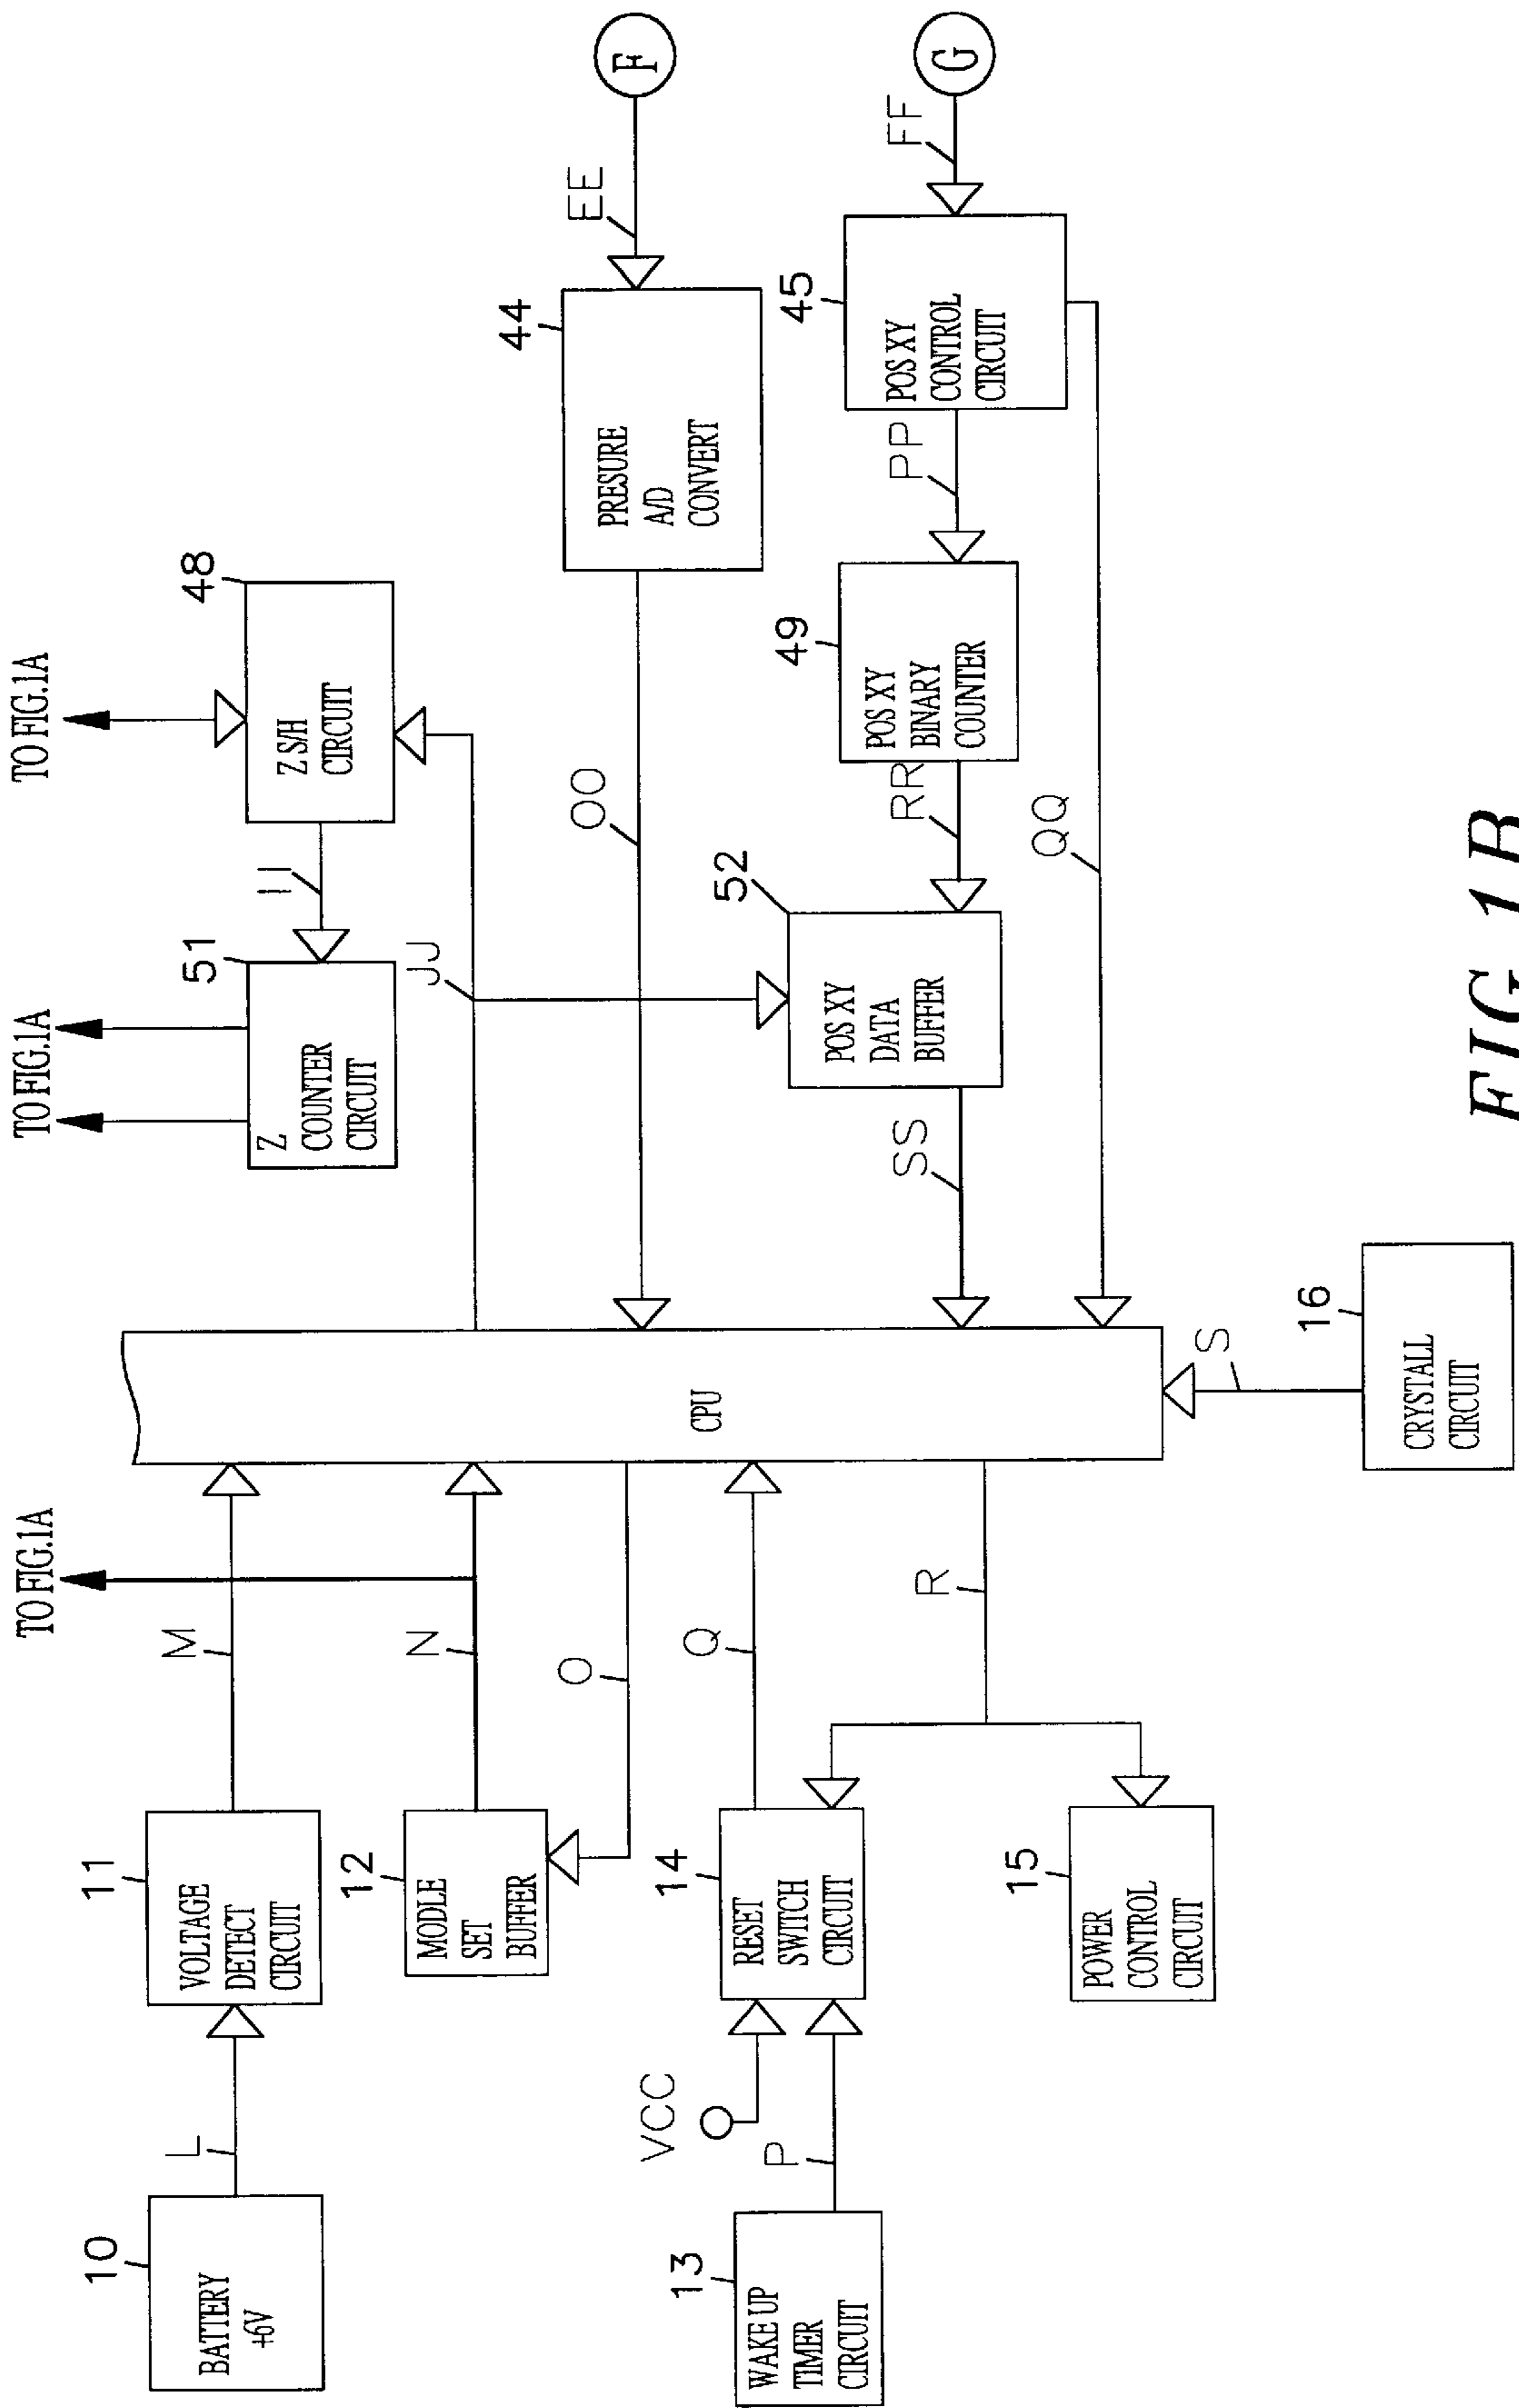 10
BATTERY
+6V
L
11
VOLTAGE
DETECT
CIRCUIT
M
TO FIG.1A
12
MODLE
SET
BUFFER
N
O
13
WAKE UP
TIMER
CIRCUIT
P
VCC
14
RESET
SWITCH
CIRCUIT
Q
R
15
POWER
CONTROL
CIRCUIT
CPU
16
CRYSTALL
CIRCUIT
S
TO FIG.1A
51
Z
COUNTER
CIRCUIT
II
TO FIG.1A
48
Z S/H
CIRCUIT
JJ
OO
44
PRESURE
A/D
CONVERT
EE
F
52
POS XY
DATA
BUFFER
SS
RR
49
POS XY
BINARY
COUNTER
PP
45
POS XY
CONTROL
CIRCUIT
FF
G
QQ
FIG. 1B